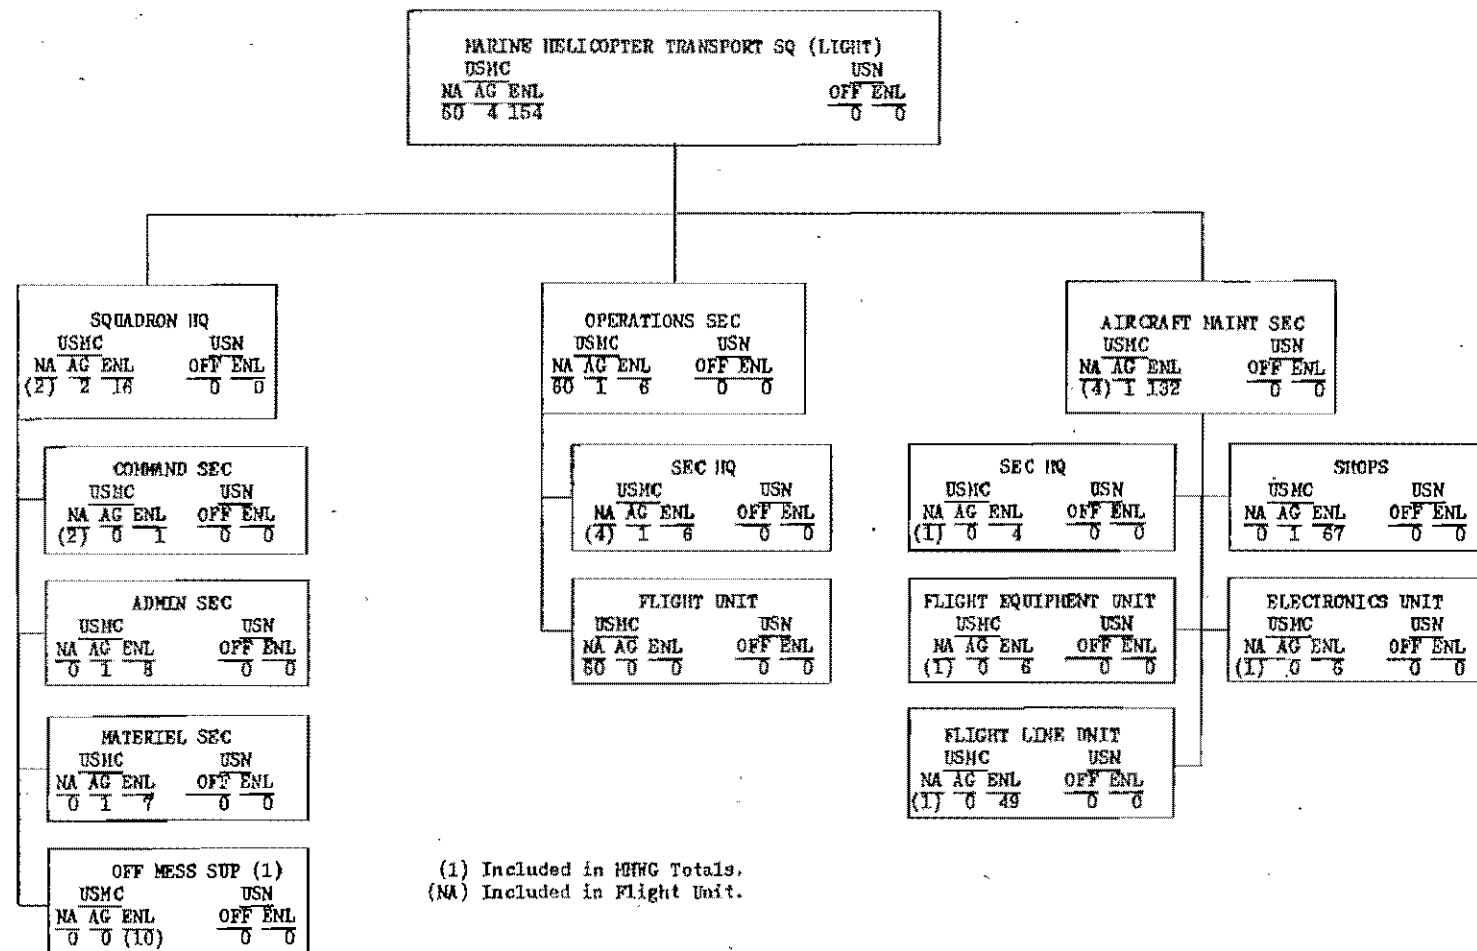 MARINE HELICOPTER TRANSPORT SQ (LIGHT)
USMC USN
NA AG ENL OFF ENL
60 4 154 0 0
SQUADRON HQ
USMC USN
NA AG ENL OFF ENL
(2) 2 16 0 0
OPERATIONS SEC
USMC USN
NA AG ENL OFF ENL
60 1 6 0 0
AIRCRAFT MAINT SEC
USMC USN
NA AG ENL OFF ENL
(4) 1 132 0 0
COMMAND SEC
USMC USN
NA AG ENL OFF ENL
(2) 0 1 0 0
SEC HQ
USMC USN
NA AG ENL OFF ENL
(4) 1 6 0 0
SEC HQ
USMC USN
NA AG ENL OFF ENL
(1) 0 4 0 0
SHOPS
USMC USN
NA AG ENL OFF ENL
0 1 67 0 0
ADMIN SEC
USMC USN
NA AG ENL OFF ENL
0 1 8 0 0
FLIGHT UNIT
USMC USN
NA AG ENL OFF ENL
60 0 0 0 0
FLIGHT EQUIPMENT UNIT
USMC USN
NA AG ENL OFF ENL
(1) 0 6 0 0
ELECTRONICS UNIT
USMC USN
NA AG ENL OFF ENL
(1) 0 6 0 0
MATERIEL SEC
USMC USN
NA AG ENL OFF ENL
0 1 7 0 0
FLIGHT LINE UNIT
USMC USN
NA AG ENL OFF ENL
(1) 0 49 0 0
OFF MESS SUP (1)
USMC USN
NA AG ENL OFF ENL
0 0 (10) 0 0
(1) Included in MHWG Totals.
(NA) Included in Flight Unit.